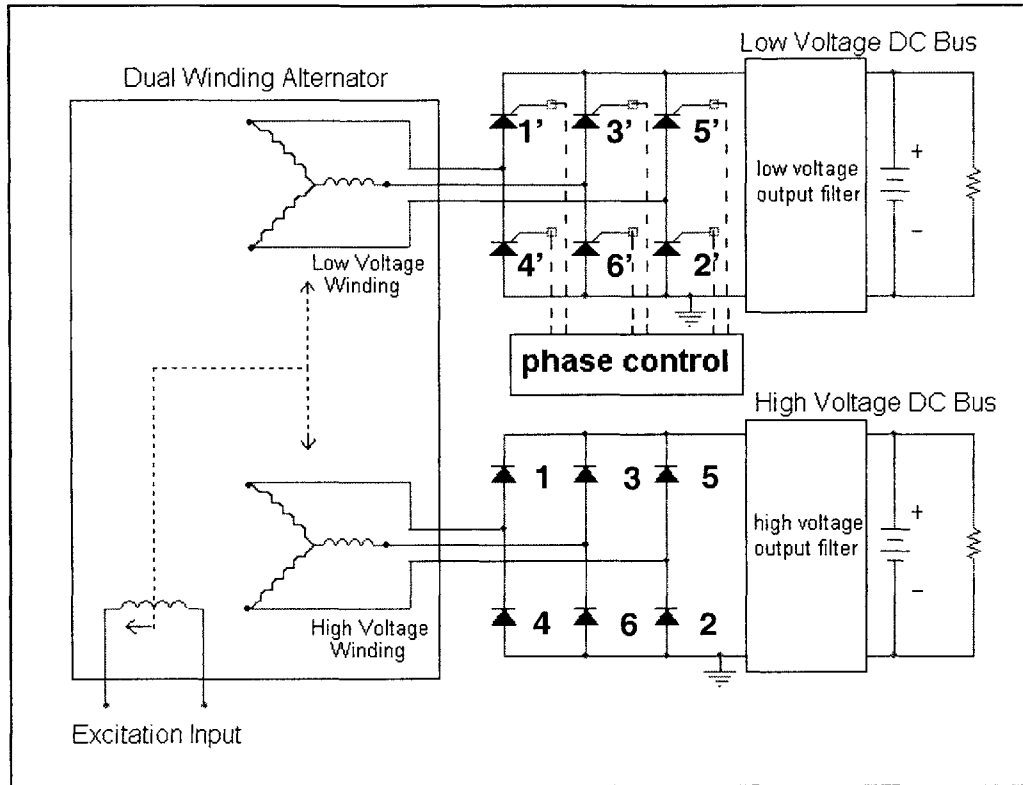 Low Voltage DC Bus
Dual Winding Alternator
1’ 3’ 5’
low voltage
output filter
+
−
4’ 6’ 2’
Low Voltage
Winding
phase control
High Voltage DC Bus
1 3 5
high voltage
output filter
+
−
4 6 2
High Voltage
Winding
Excitation Input